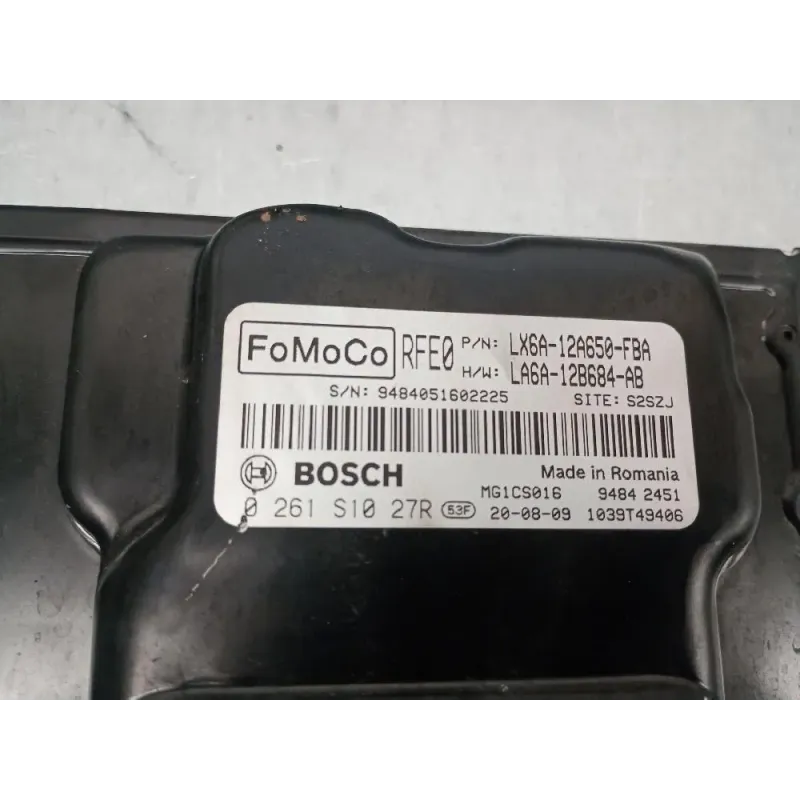 FoMoCo RFE0 P/N: LX6A-12A650-FBA
H/W: LA6A-12B684-AB
S/N: 9484051602225 SITE: S2SZJ
BOSCH Made in Romania
MG1CS016 9484 2451
0 261 S10 27R 53F 20-08-09 1039T49406